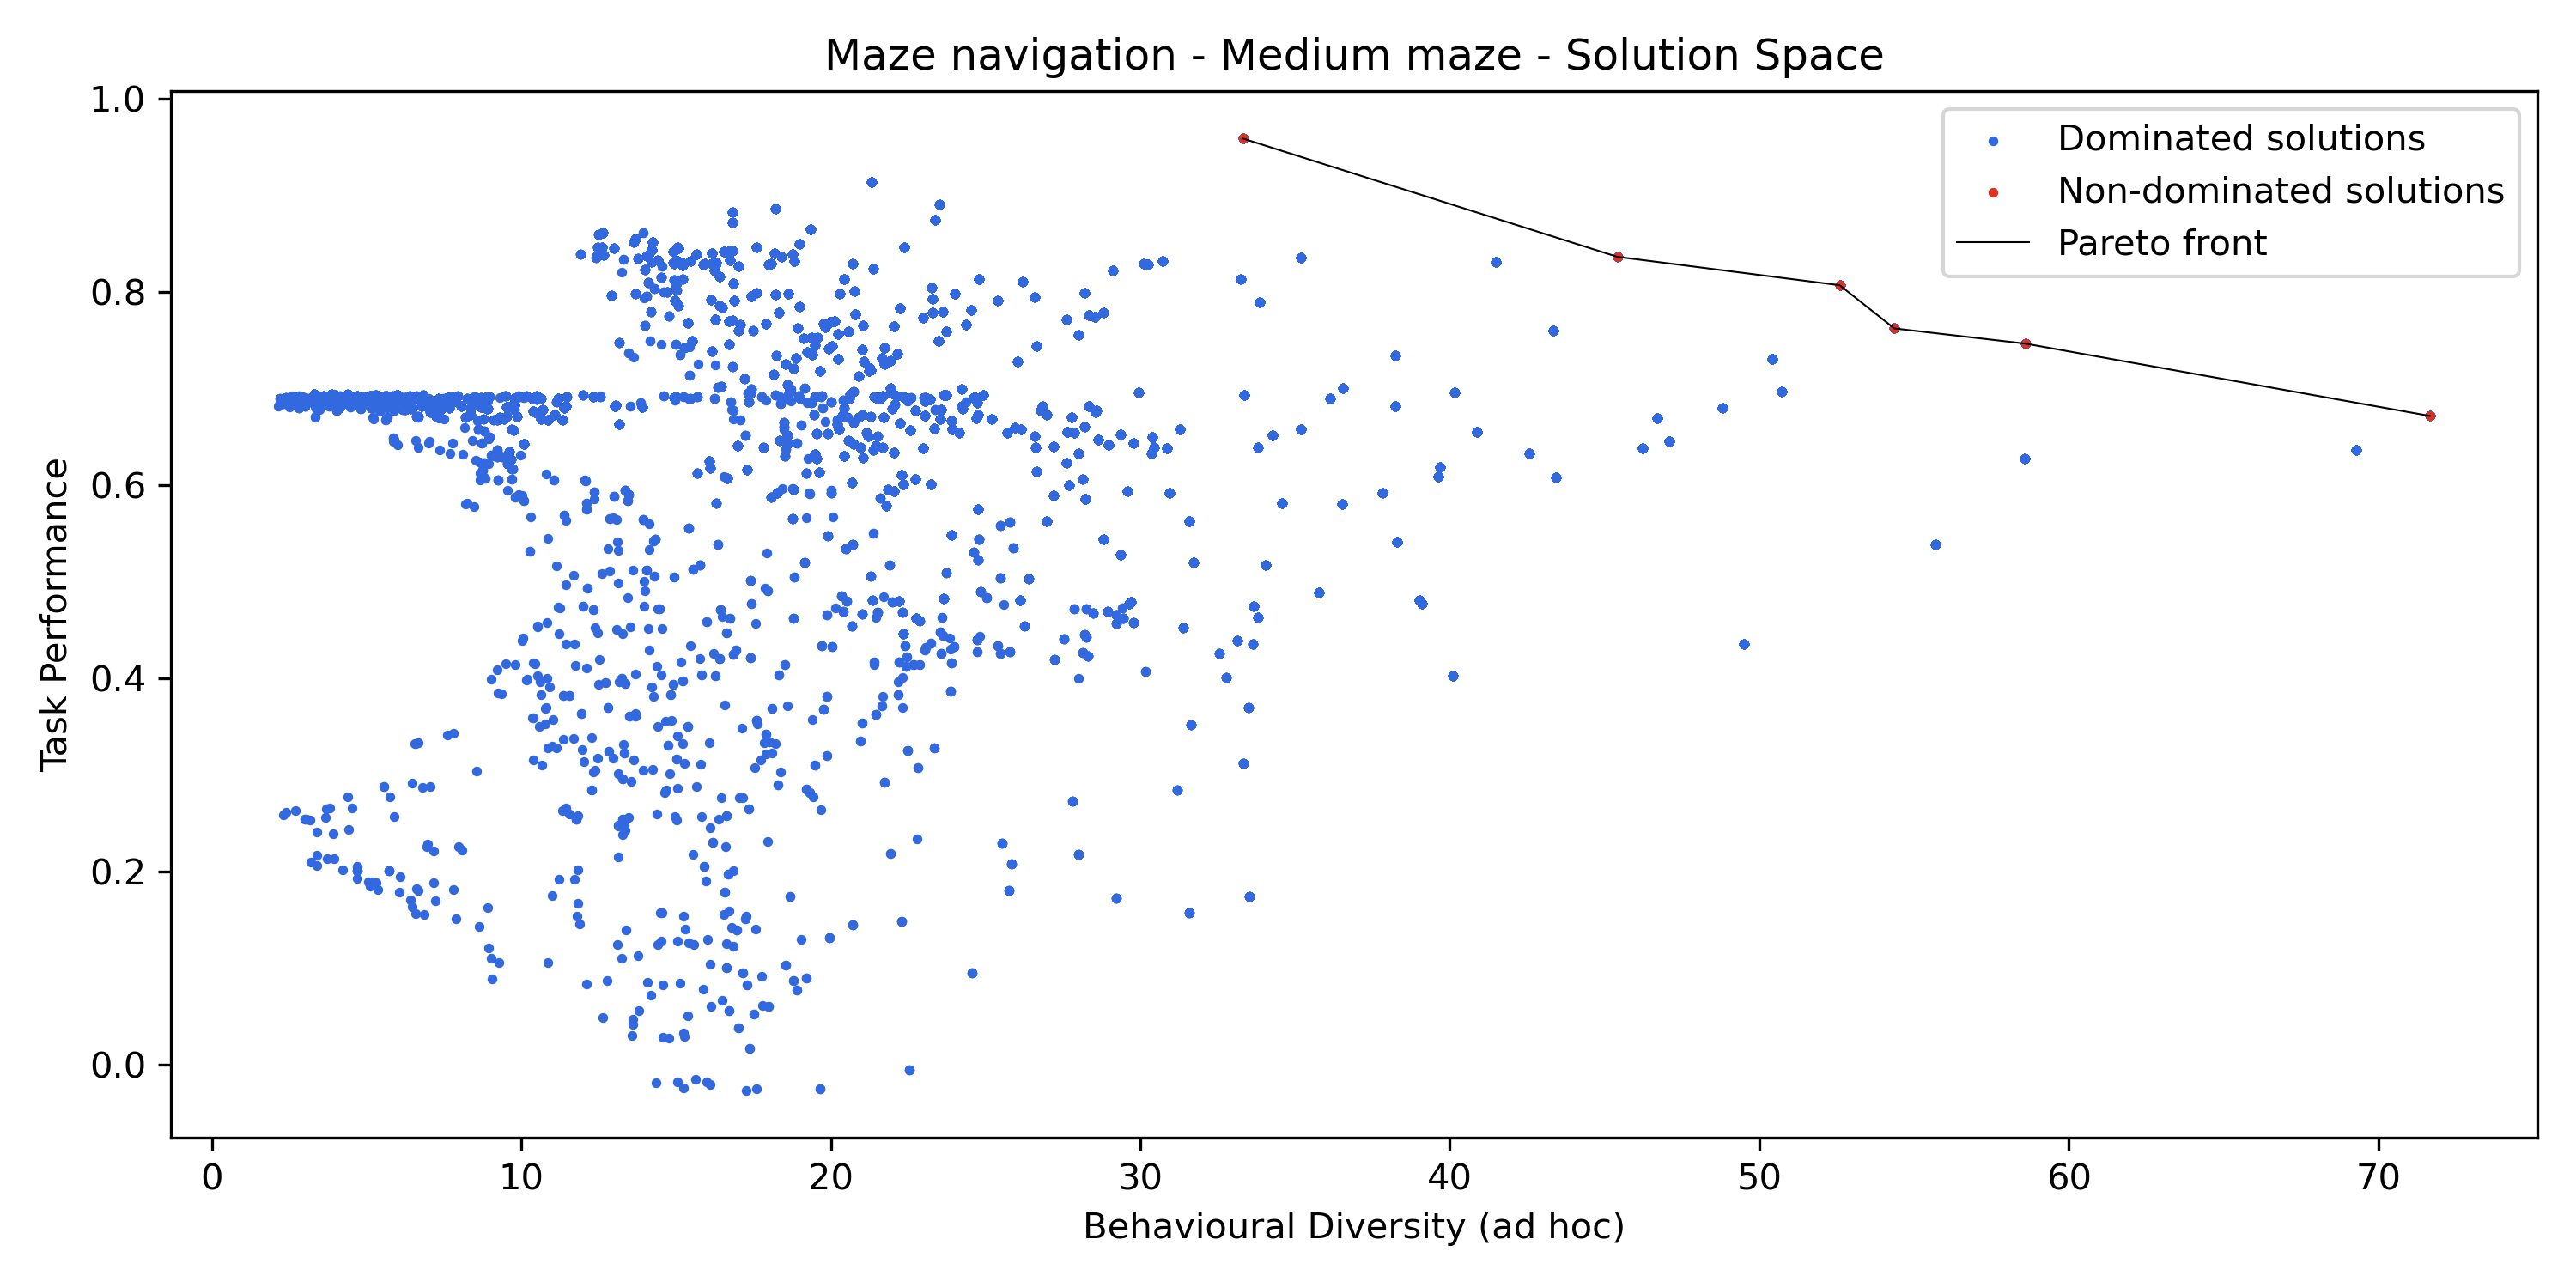 Maze navigation - Medium maze - Solution Space
1.0
0.8
0.6
0.4
0.2
0.0
Task Performance
Dominated solutions
Non-dominated solutions
Pareto front
0 10 20 30 40 50 60 70
Behavioural Diversity (ad hoc)